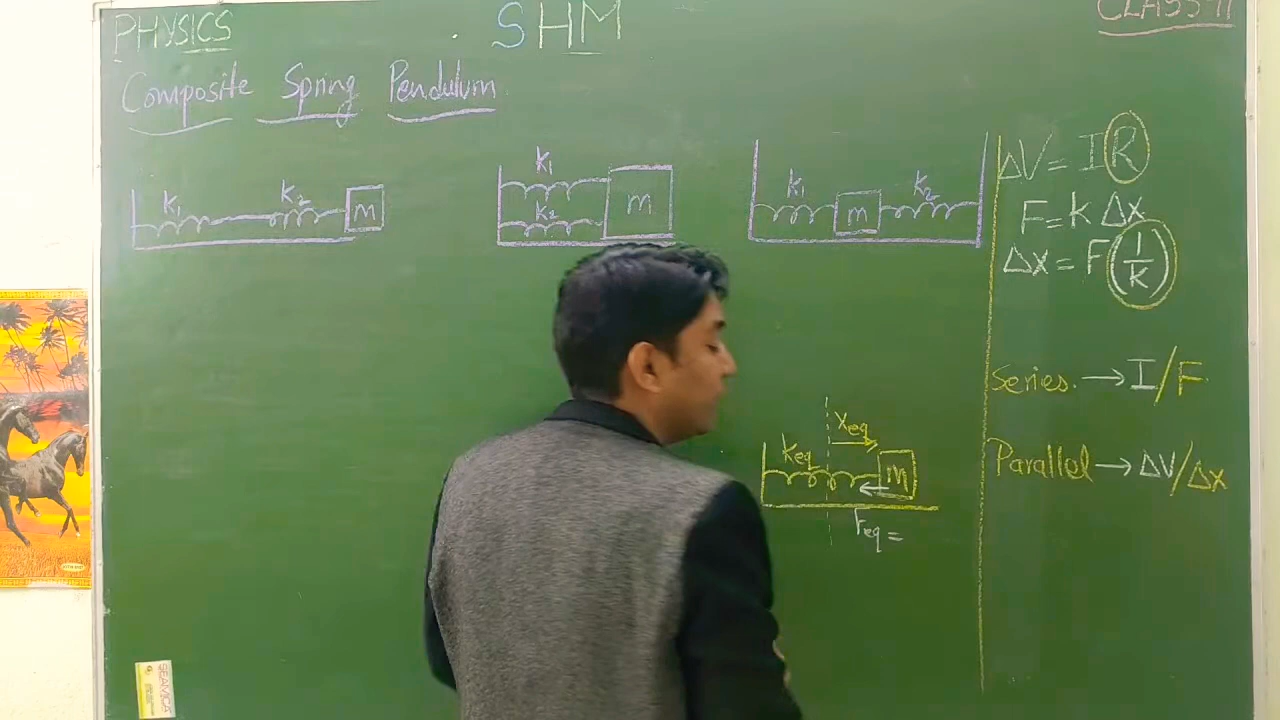 PHYSICS
SHM
CLASS-11
Composite Spring Pendulum
K₁
K₂
m
K₁
K₂
m
K₁
m
K₂
ΔV = IR
F = K Δx
Δx = F(1/K)
Series. → I/F
Parallel → ΔV/Δx
xeq
Keq
m
Feq =
SEAMICA